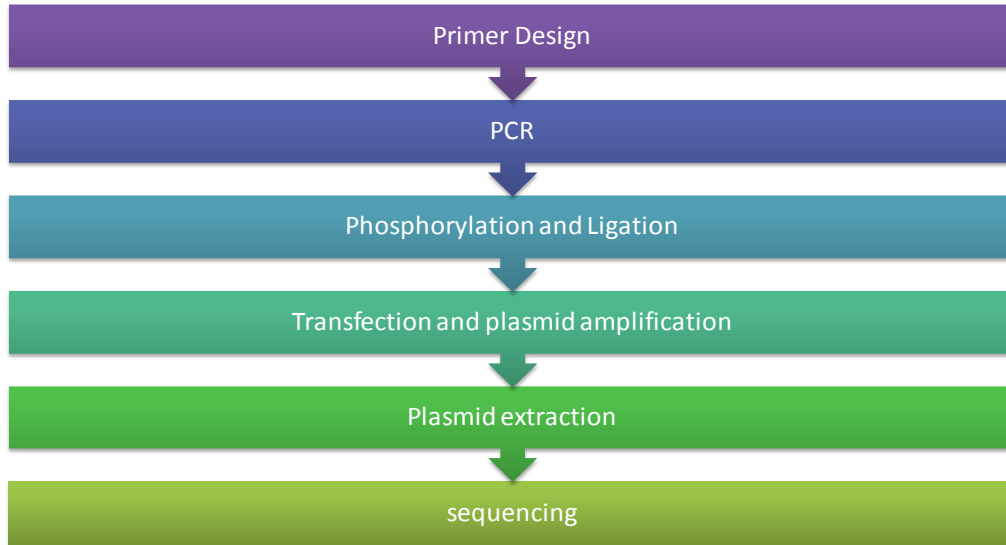 Primer Design
PCR
Phosphorylation and Ligation
Transfection and plasmid amplification
Plasmid extraction
sequencing